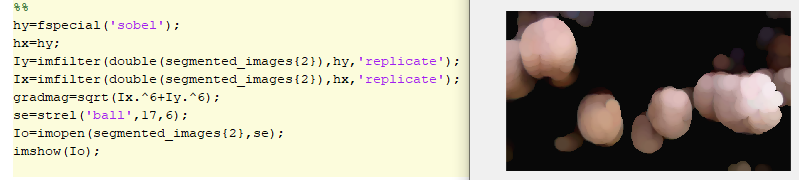 %%
hy=fspecial('sobel');
hx=hy;
Iy=imfilter(double(segmented_images{2}),hy,'replicate');
Ix=imfilter(double(segmented_images{2}),hx,'replicate');
gradmag=sqrt(Ix.^6+Iy.^6);
se=strel('ball',17,6);
Io=imopen(segmented_images{2},se);
imshow(Io);